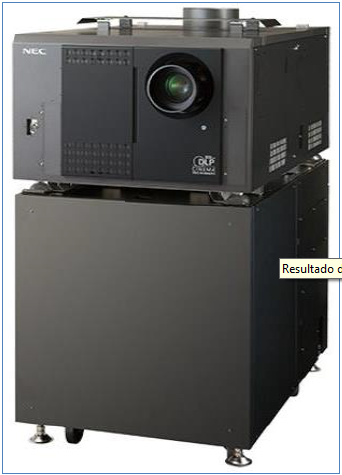 NEC
DLP
CINEMA
Resultado d